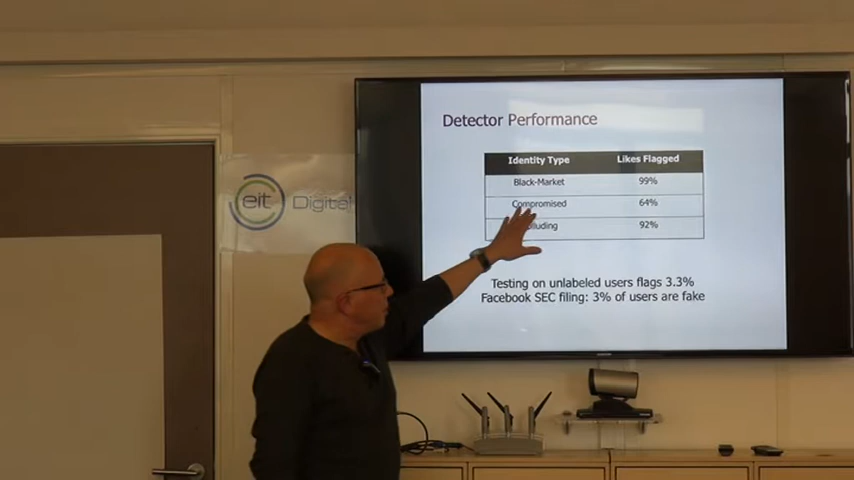 Detector Performance
Identity Type Likes Flagged
Black-Market 99%
Compromised 64%
92%
Testing on unlabeled users flags 3.3%
Facebook SEC filing: 3% of users are fake
eit Digital